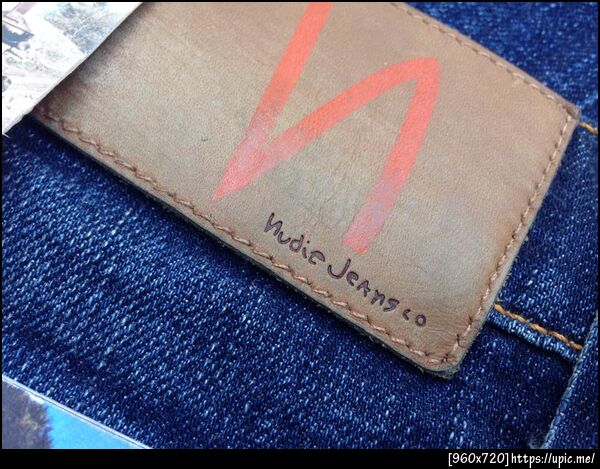 Nudie Jeans co
[960x720]https://upic.me/